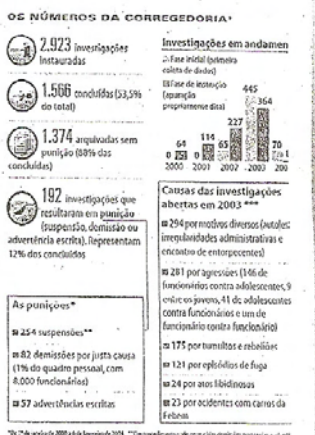 OS NÚMEROS DA CORREGEDORIA*
2.923 investigações
instauradas
1.566 concluídas (53,5%
do total)
1.374 arquivadas sem
punição (88% das
concluídas)
192 investigações que
resultaram em punição
(suspensão, demissão ou
advertência escrita). Representam
12% das concluídas
As punições*
254 suspensões**
82 demissões por justa causa
(1% do quadro pessoal, com
8.000 funcionários)
57 advertências escritas
Investigações em andamen
Fase inicial (primeira
coleta de dados)
Fase de instrução
(apuração
propriamente dita)
64
0
114
0
227
65
445
364
70
2000 2001 2002 2003 200
Causas das investigações
abertas em 2003 ***
294 por motivos diversos (autoles
irregularidades administrativas e
encontro de entorpecentes)
281 por agressões (146 de
funcionários contra adolescentes, 9
entre os jovens, 41 de adolescentes
contra funcionários e um de
funcionário contra funcionário)
175 por tumultos e rebeliões
121 por episódios de fuga
24 por atos libidinosos
23 por acidentes com carros da
Febem